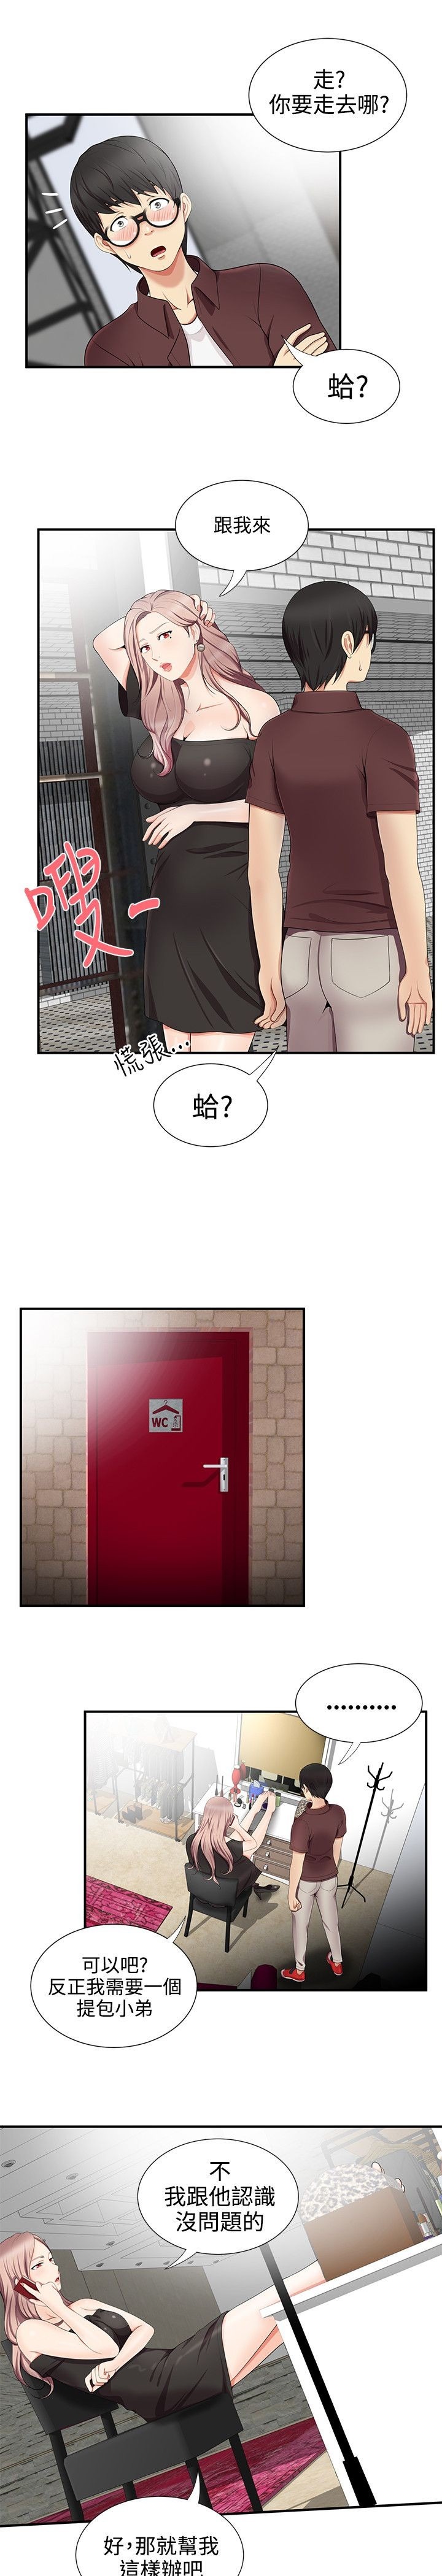 走?
你要走去哪?
蛤?
跟我來
嗖-
慌張...
蛤?
WC
..........
可以吧?
反正我需要一個
提包小弟
不
我跟他認識
沒問題的
好,那就幫我
這樣辦吧